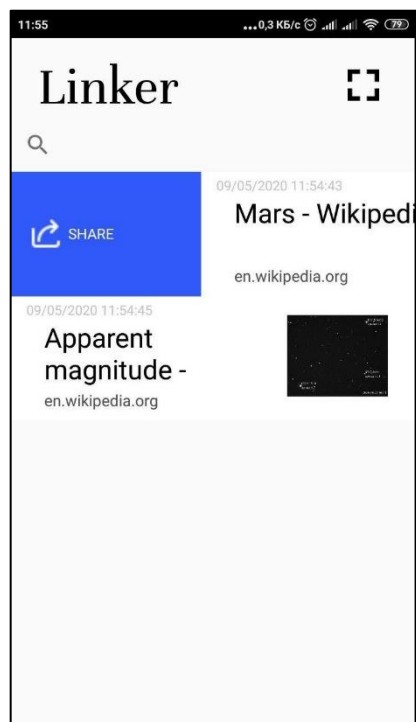 11:55 ...0,3 КБ/с 79
Linker
09/05/2020 11:54:43
SHARE
Mars - Wikipedi
en.wikipedia.org
09/05/2020 11:54:45
Apparent
magnitude -
en.wikipedia.org